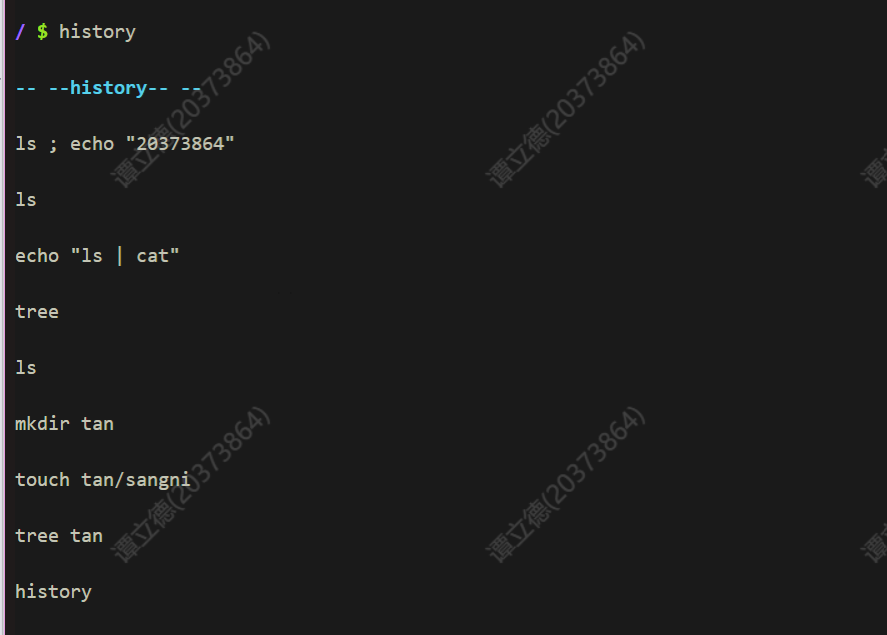 / $ history
-- --history-- --
ls ; echo "20373864"
ls
echo "ls | cat"
tree
ls
mkdir tan
touch tan/sangni
tree tan
history
谭立德(20373864)
谭立德(20373864)
谭立德(20373864)
谭立德(20373864)